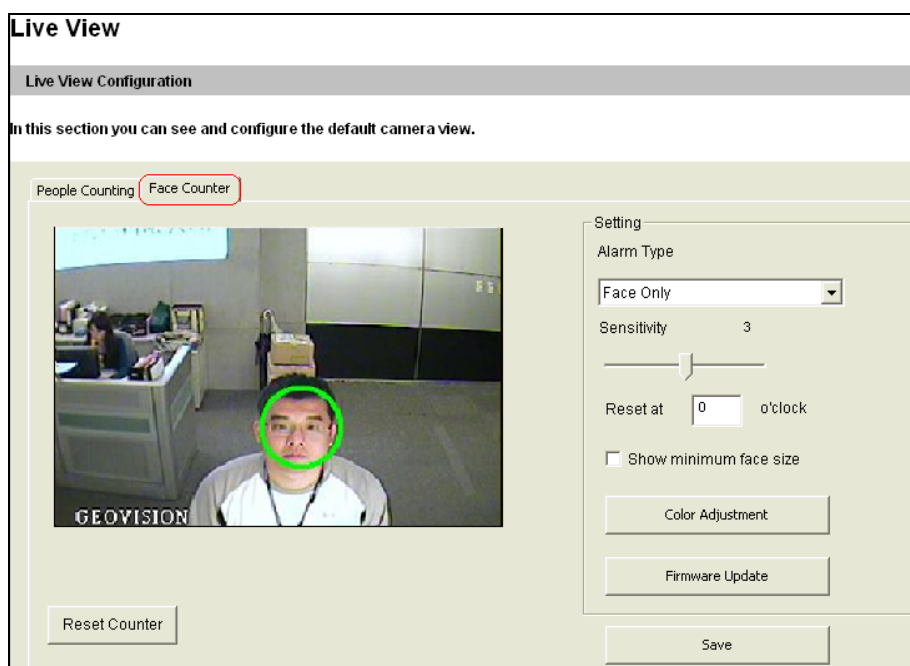 Live View
Live View Configuration
In this section you can see and configure the default camera view.
People Counting
Face Counter
GEOVISION
Reset Counter
Setting
Alarm Type
Face Only
Sensitivity 3
Reset at 0 o'clock
Show minimum face size
Color Adjustment
Firmware Update
Save